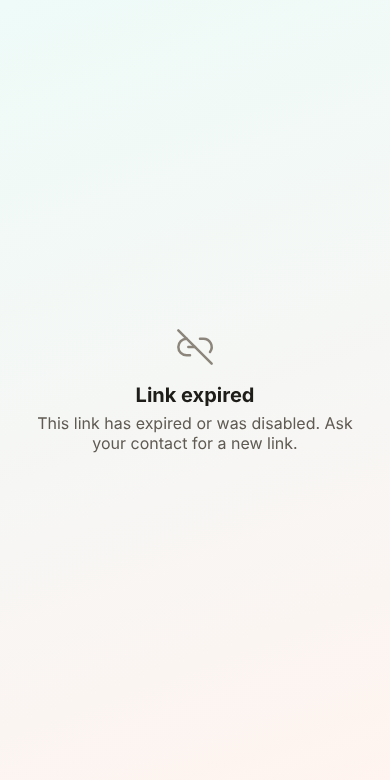 Link expired
This link has expired or was disabled. Ask
your contact for a new link.